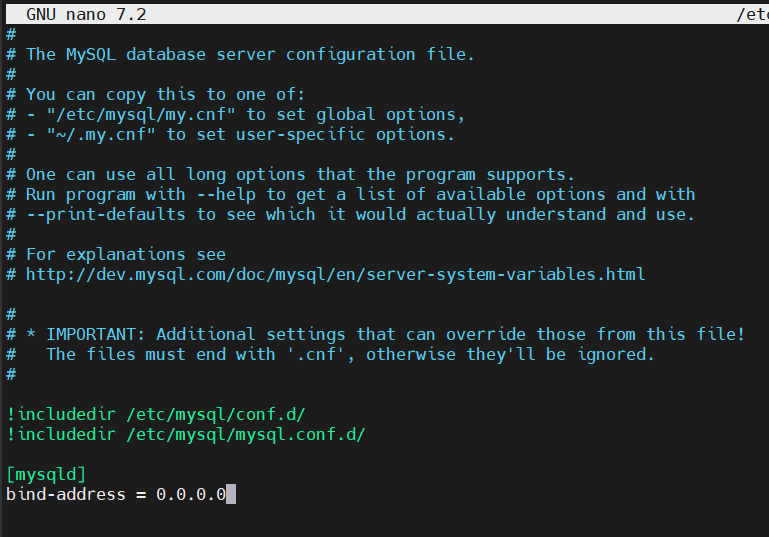 GNU nano 7.2 /etc
#
# The MySQL database server configuration file.
#
# You can copy this to one of:
# - "/etc/mysql/my.cnf" to set global options,
# - "~/.my.cnf" to set user-specific options.
#
# One can use all long options that the program supports.
# Run program with --help to get a list of available options and with
# --print-defaults to see which it would actually understand and use.
#
# For explanations see
# http://dev.mysql.com/doc/mysql/en/server-system-variables.html

#
# * IMPORTANT: Additional settings that can override those from this file!
#   The files must end with '.cnf', otherwise they'll be ignored.
#

!includedir /etc/mysql/conf.d/
!includedir /etc/mysql/mysql.conf.d/

[mysqld]
bind-address = 0.0.0.0